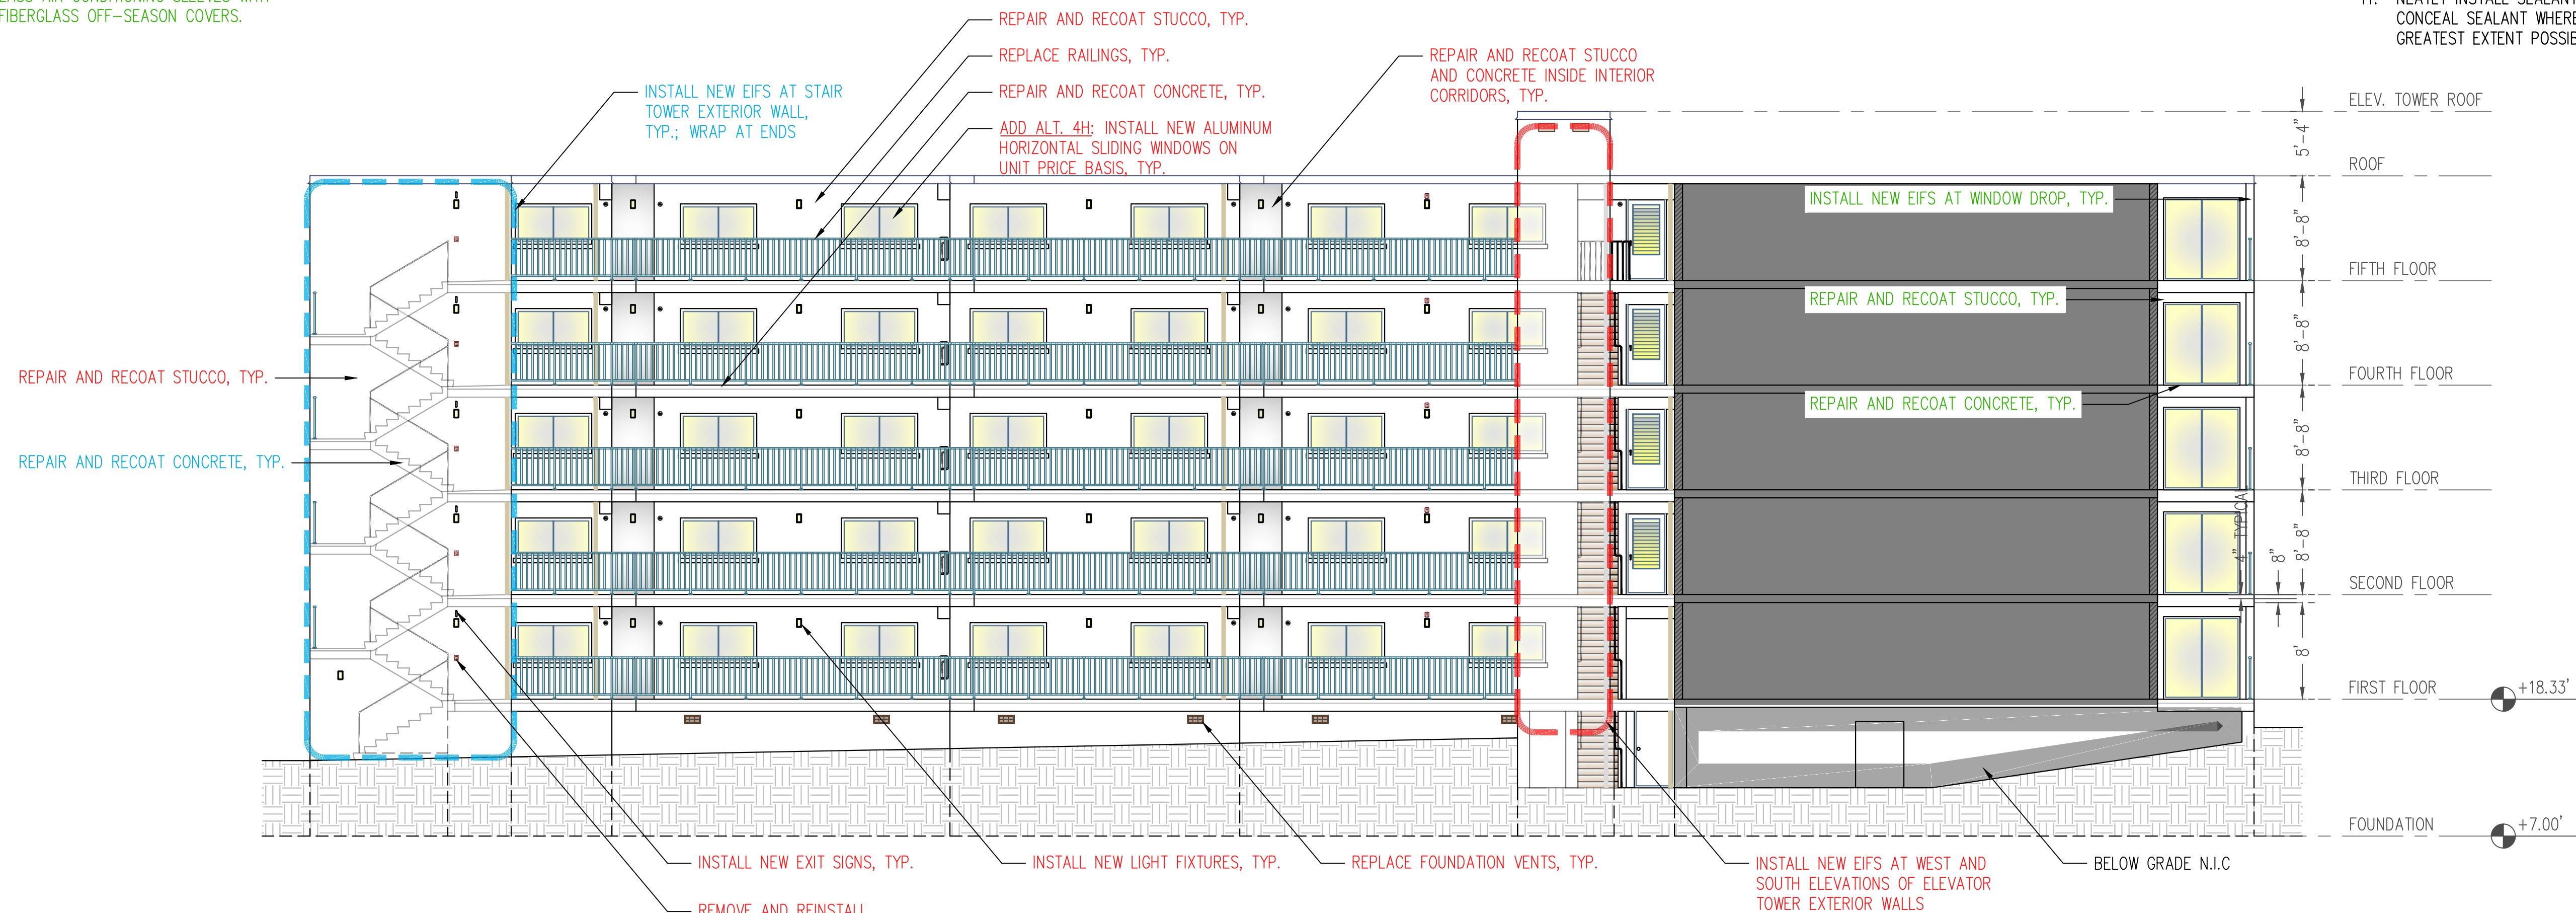 FIBERGLASS OFF-SEASON COVERS.
CONCEAL SEALANT WHERE
REPAIR AND RECOAT STUCCO, TYP.
REPLACE RAILINGS, TYP.
REPAIR AND RECOAT CONCRETE, TYP.
ADD ALT. 4H: INSTALL NEW ALUMINUM
HORIZONTAL SLIDING WINDOWS ON
UNIT PRICE BASIS, TYP.
REPAIR AND RECOAT STUCCO
AND CONCRETE INSIDE INTERIOR
CORRIDORS, TYP.
GREATEST EXTENT
INSTALL NEW EIFS AT STAIR
TOWER EXTERIOR WALL,
TYP.; WRAP AT ENDS
ELEV. TOWER ROOF
5'-4"
ROOF
INSTALL NEW EIFS AT WINDOW DROP, TYP.
8'-8"
FIFTH FLOOR
REPAIR AND RECOAT STUCCO, TYP.
8'-8"
FOURTH FLOOR
REPAIR AND RECOAT CONCRETE, TYP.
8'-8"
THIRD FLOOR
4" TYPICAL
8"
8'-8"
SECOND FLOOR
8'
FIRST FLOOR
+18.33'
FOUNDATION
+7.00'
REPAIR AND RECOAT STUCCO, TYP.
REPAIR AND RECOAT CONCRETE, TYP.
INSTALL NEW EXIT SIGNS, TYP.
INSTALL NEW LIGHT FIXTURES, TYP.
REPLACE FOUNDATION VENTS, TYP.
INSTALL NEW EIFS AT WEST AND
SOUTH ELEVATIONS OF ELEVATOR
TOWER EXTERIOR WALLS
BELOW GRADE N.I.C
REMOVE AND REINSTALL